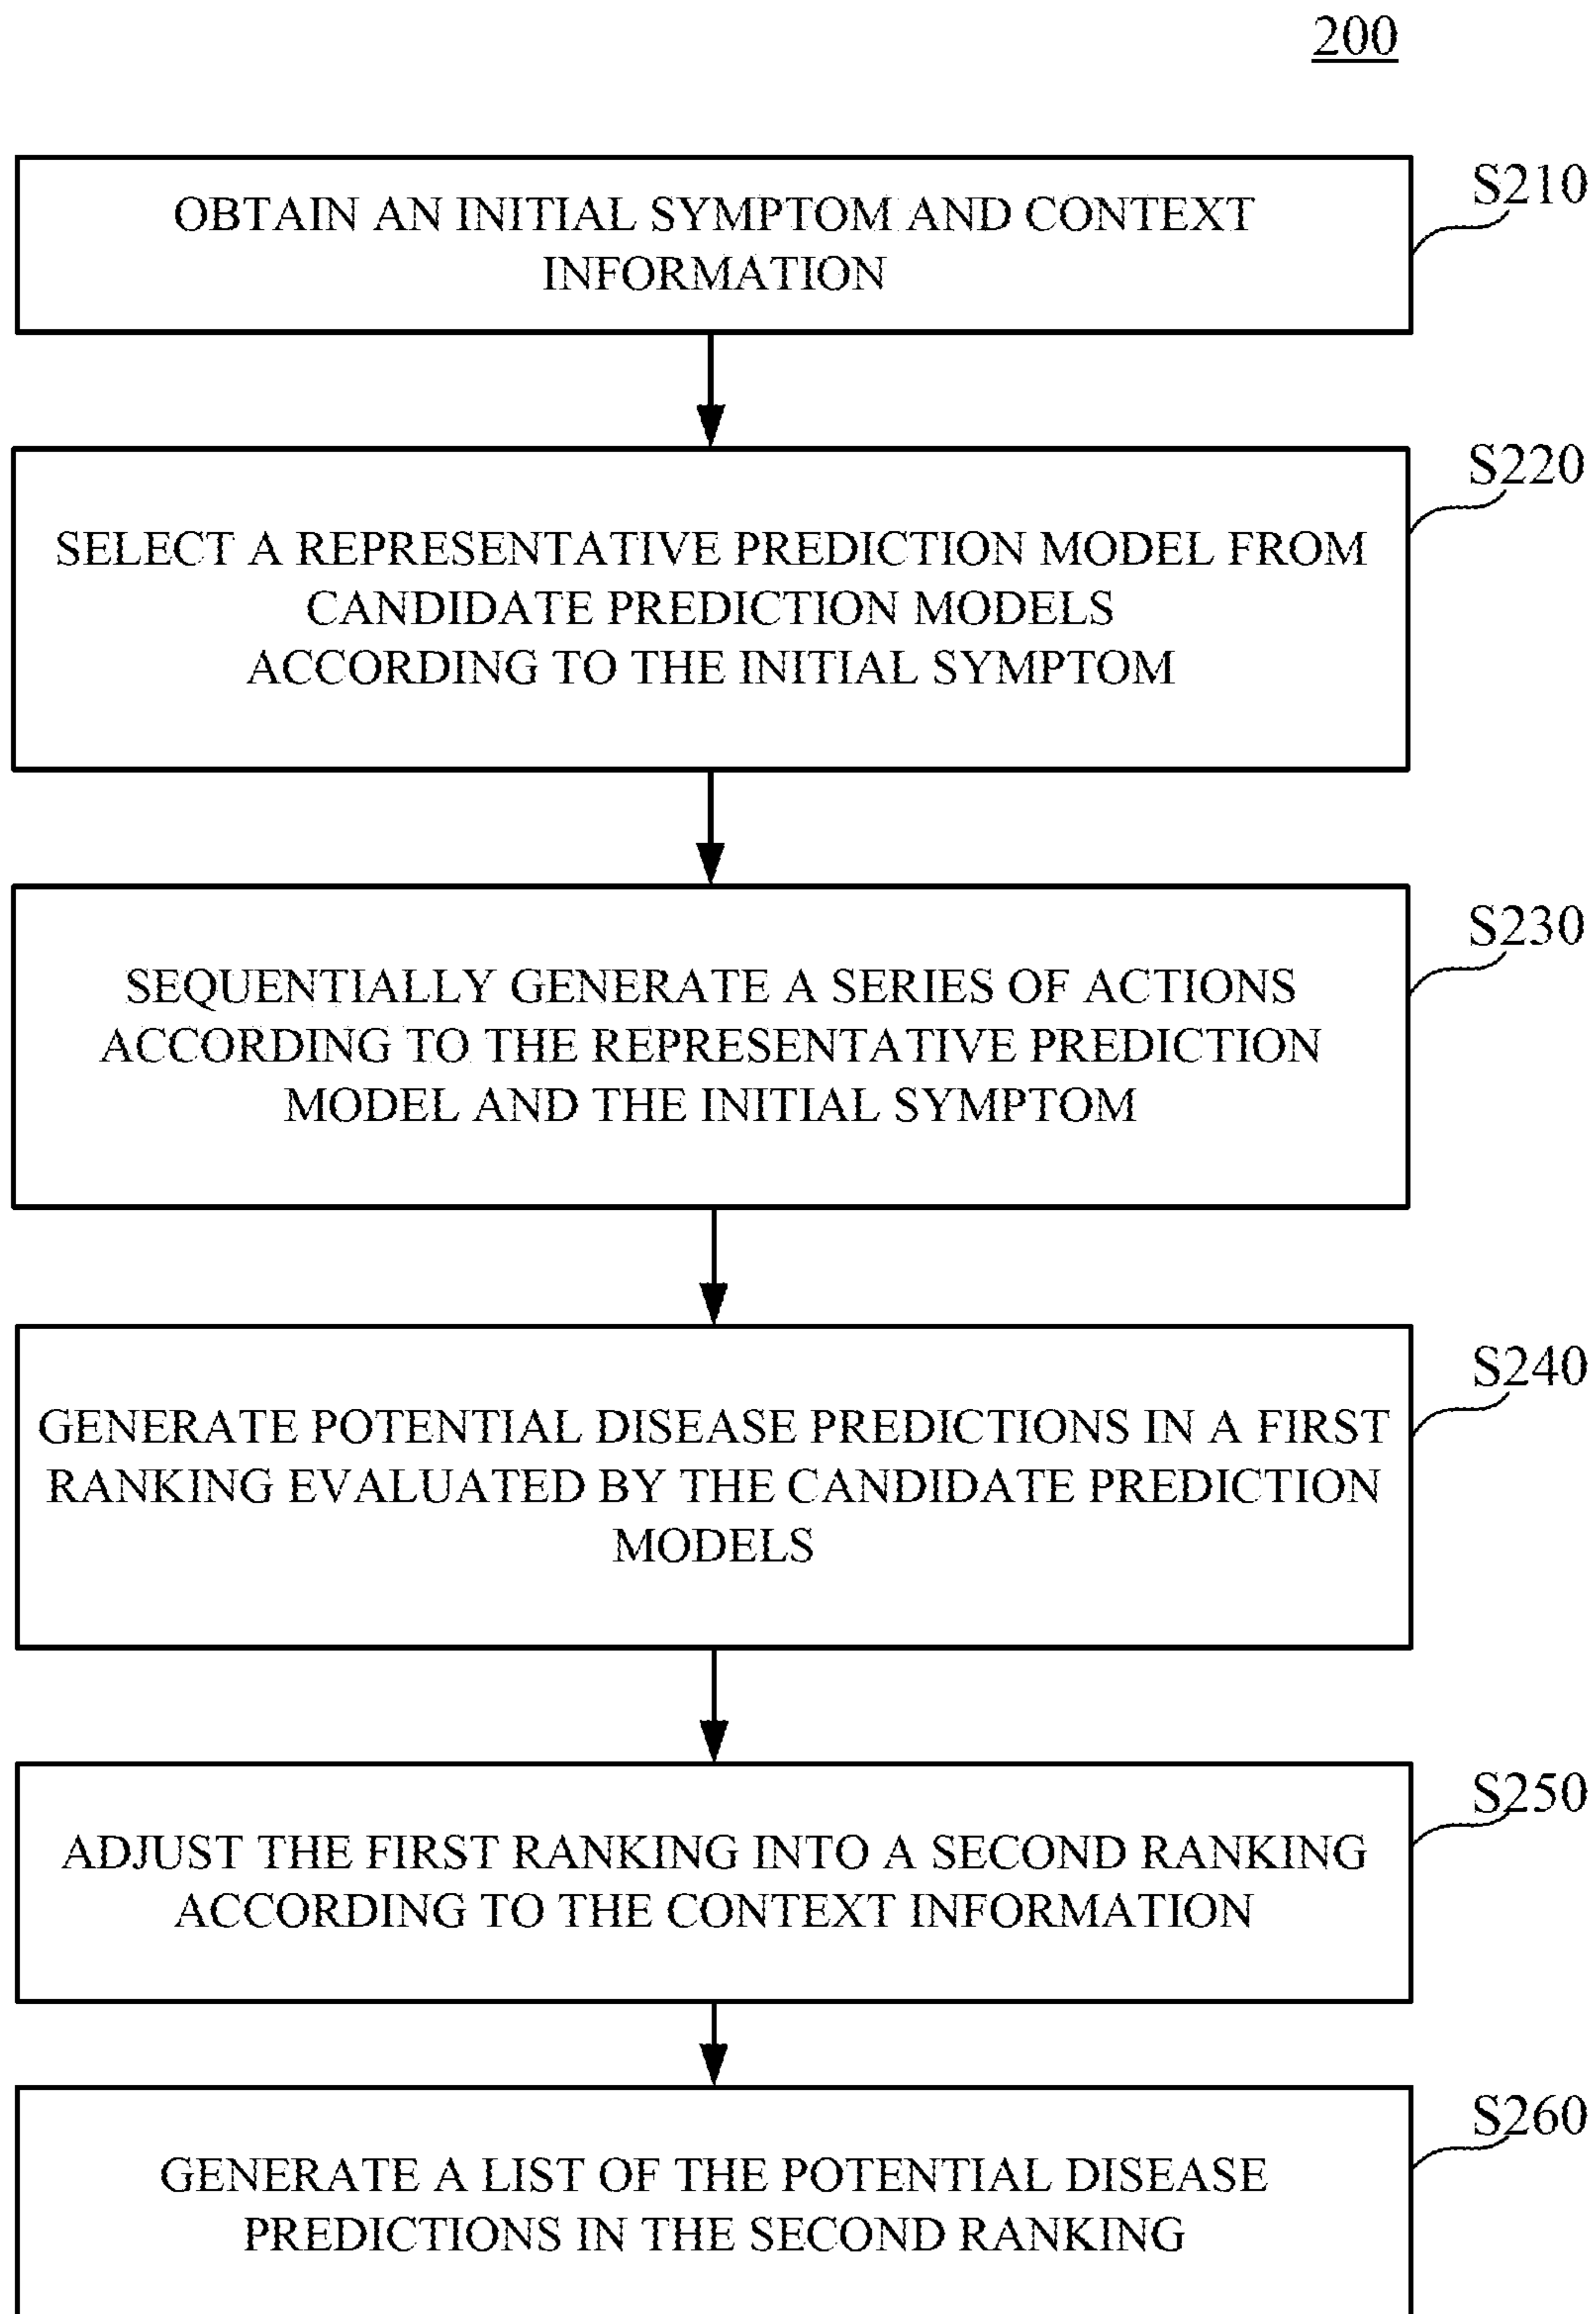 200
S210
OBTAIN AN INITIAL SYMPTOM AND CONTEXT
INFORMATION
S220
SELECT A REPRESENTATIVE PREDICTION MODEL FROM
CANDIDATE PREDICTION MODELS
ACCORDING TO THE INITIAL SYMPTOM
S230
SEQUENTIALLY GENERATE A SERIES OF ACTIONS
ACCORDING TO THE REPRESENTATIVE PREDICTION
MODEL AND THE INITIAL SYMPTOM
S240
GENERATE POTENTIAL DISEASE PREDICTIONS IN A FIRST
RANKING EVALUATED BY THE CANDIDATE PREDICTION
MODELS
S250
ADJUST THE FIRST RANKING INTO A SECOND RANKING
ACCORDING TO THE CONTEXT INFORMATION
S260
GENERATE A LIST OF THE POTENTIAL DISEASE
PREDICTIONS IN THE SECOND RANKING